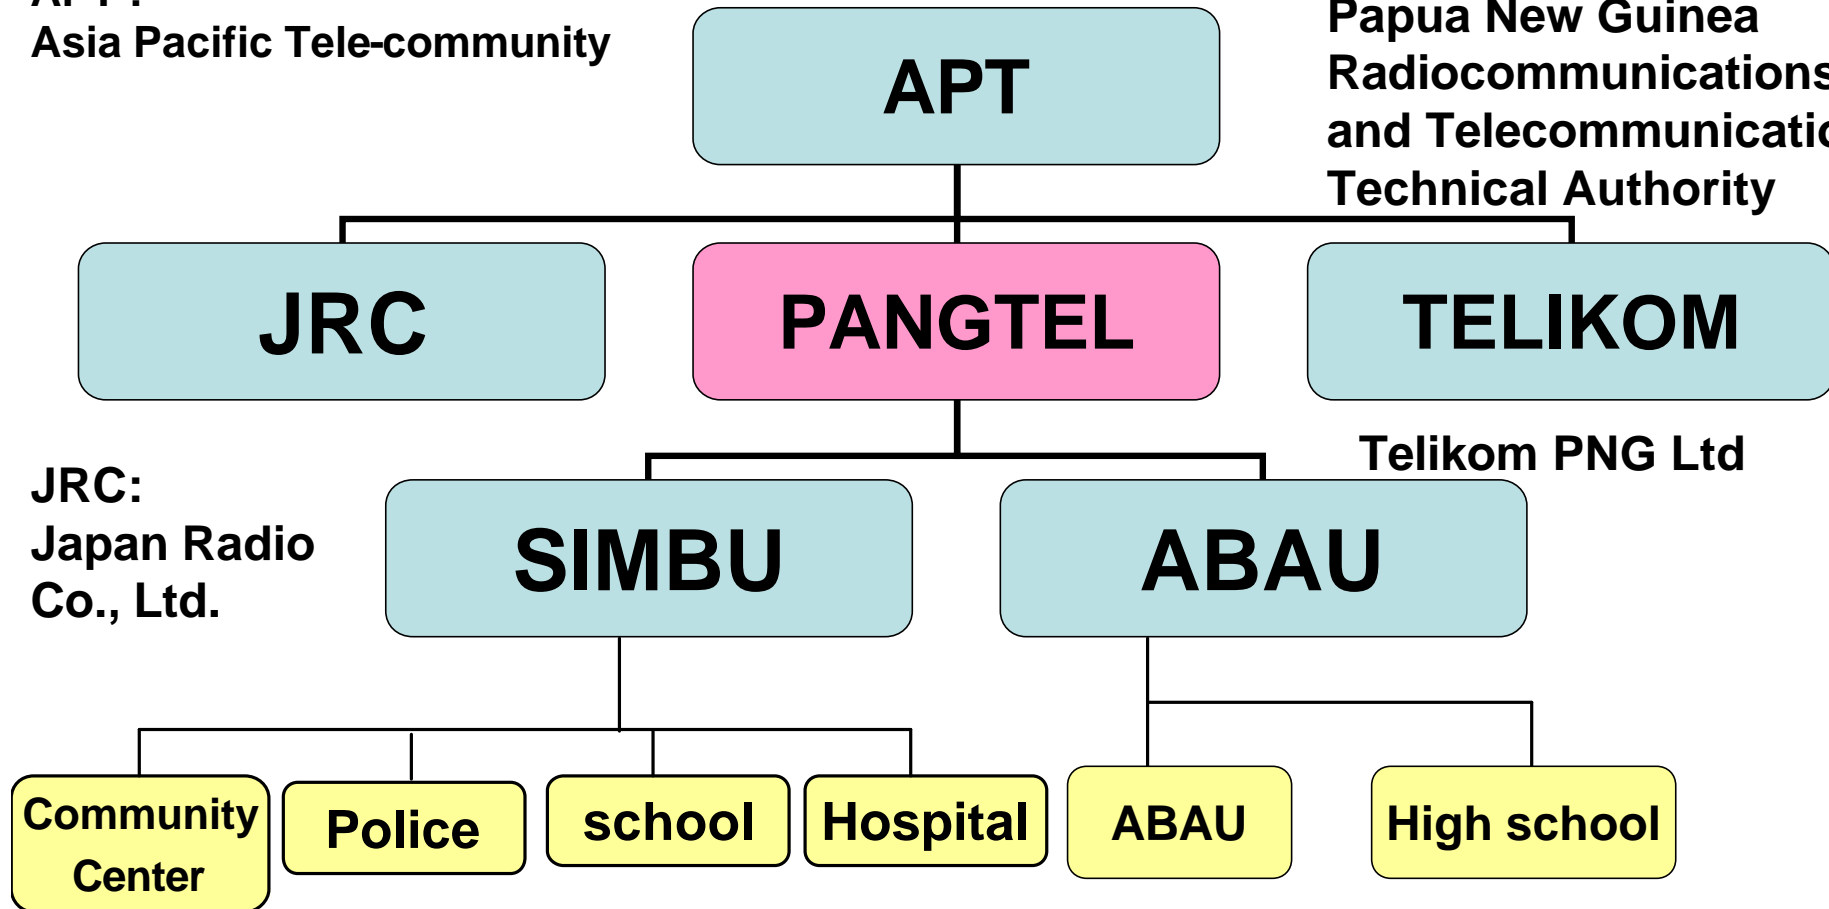 Asia Pacific Tele-community
APT
Papua New Guinea
Radiocommunications
and
Technical Authority
JRC
PANGTEL
TELIKOM
Telikom PNG Ltd
JRC:
Japan Radio
Co., Ltd.
SIMBU
ABAU
Community
Center
Police
school
Hospital
ABAU
High school